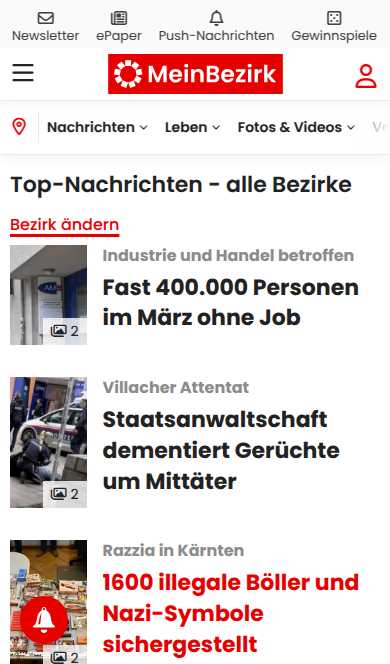 Newsletter ePaper Push-Nachrichten Gewinnspiele
MeinBezirk
Nachrichten Leben Fotos & Videos
Top-Nachrichten - alle Bezirke
Bezirk ändern
Industrie und Handel betroffen
Fast 400.000 Personen
im März ohne Job
2
Villacher Attentat
Staatsanwaltschaft
dementiert Gerüchte
um Mittäter
2
Razzia in Kärnten
1600 illegale Böller und
Nazi-Symbole
sichergestellt
2